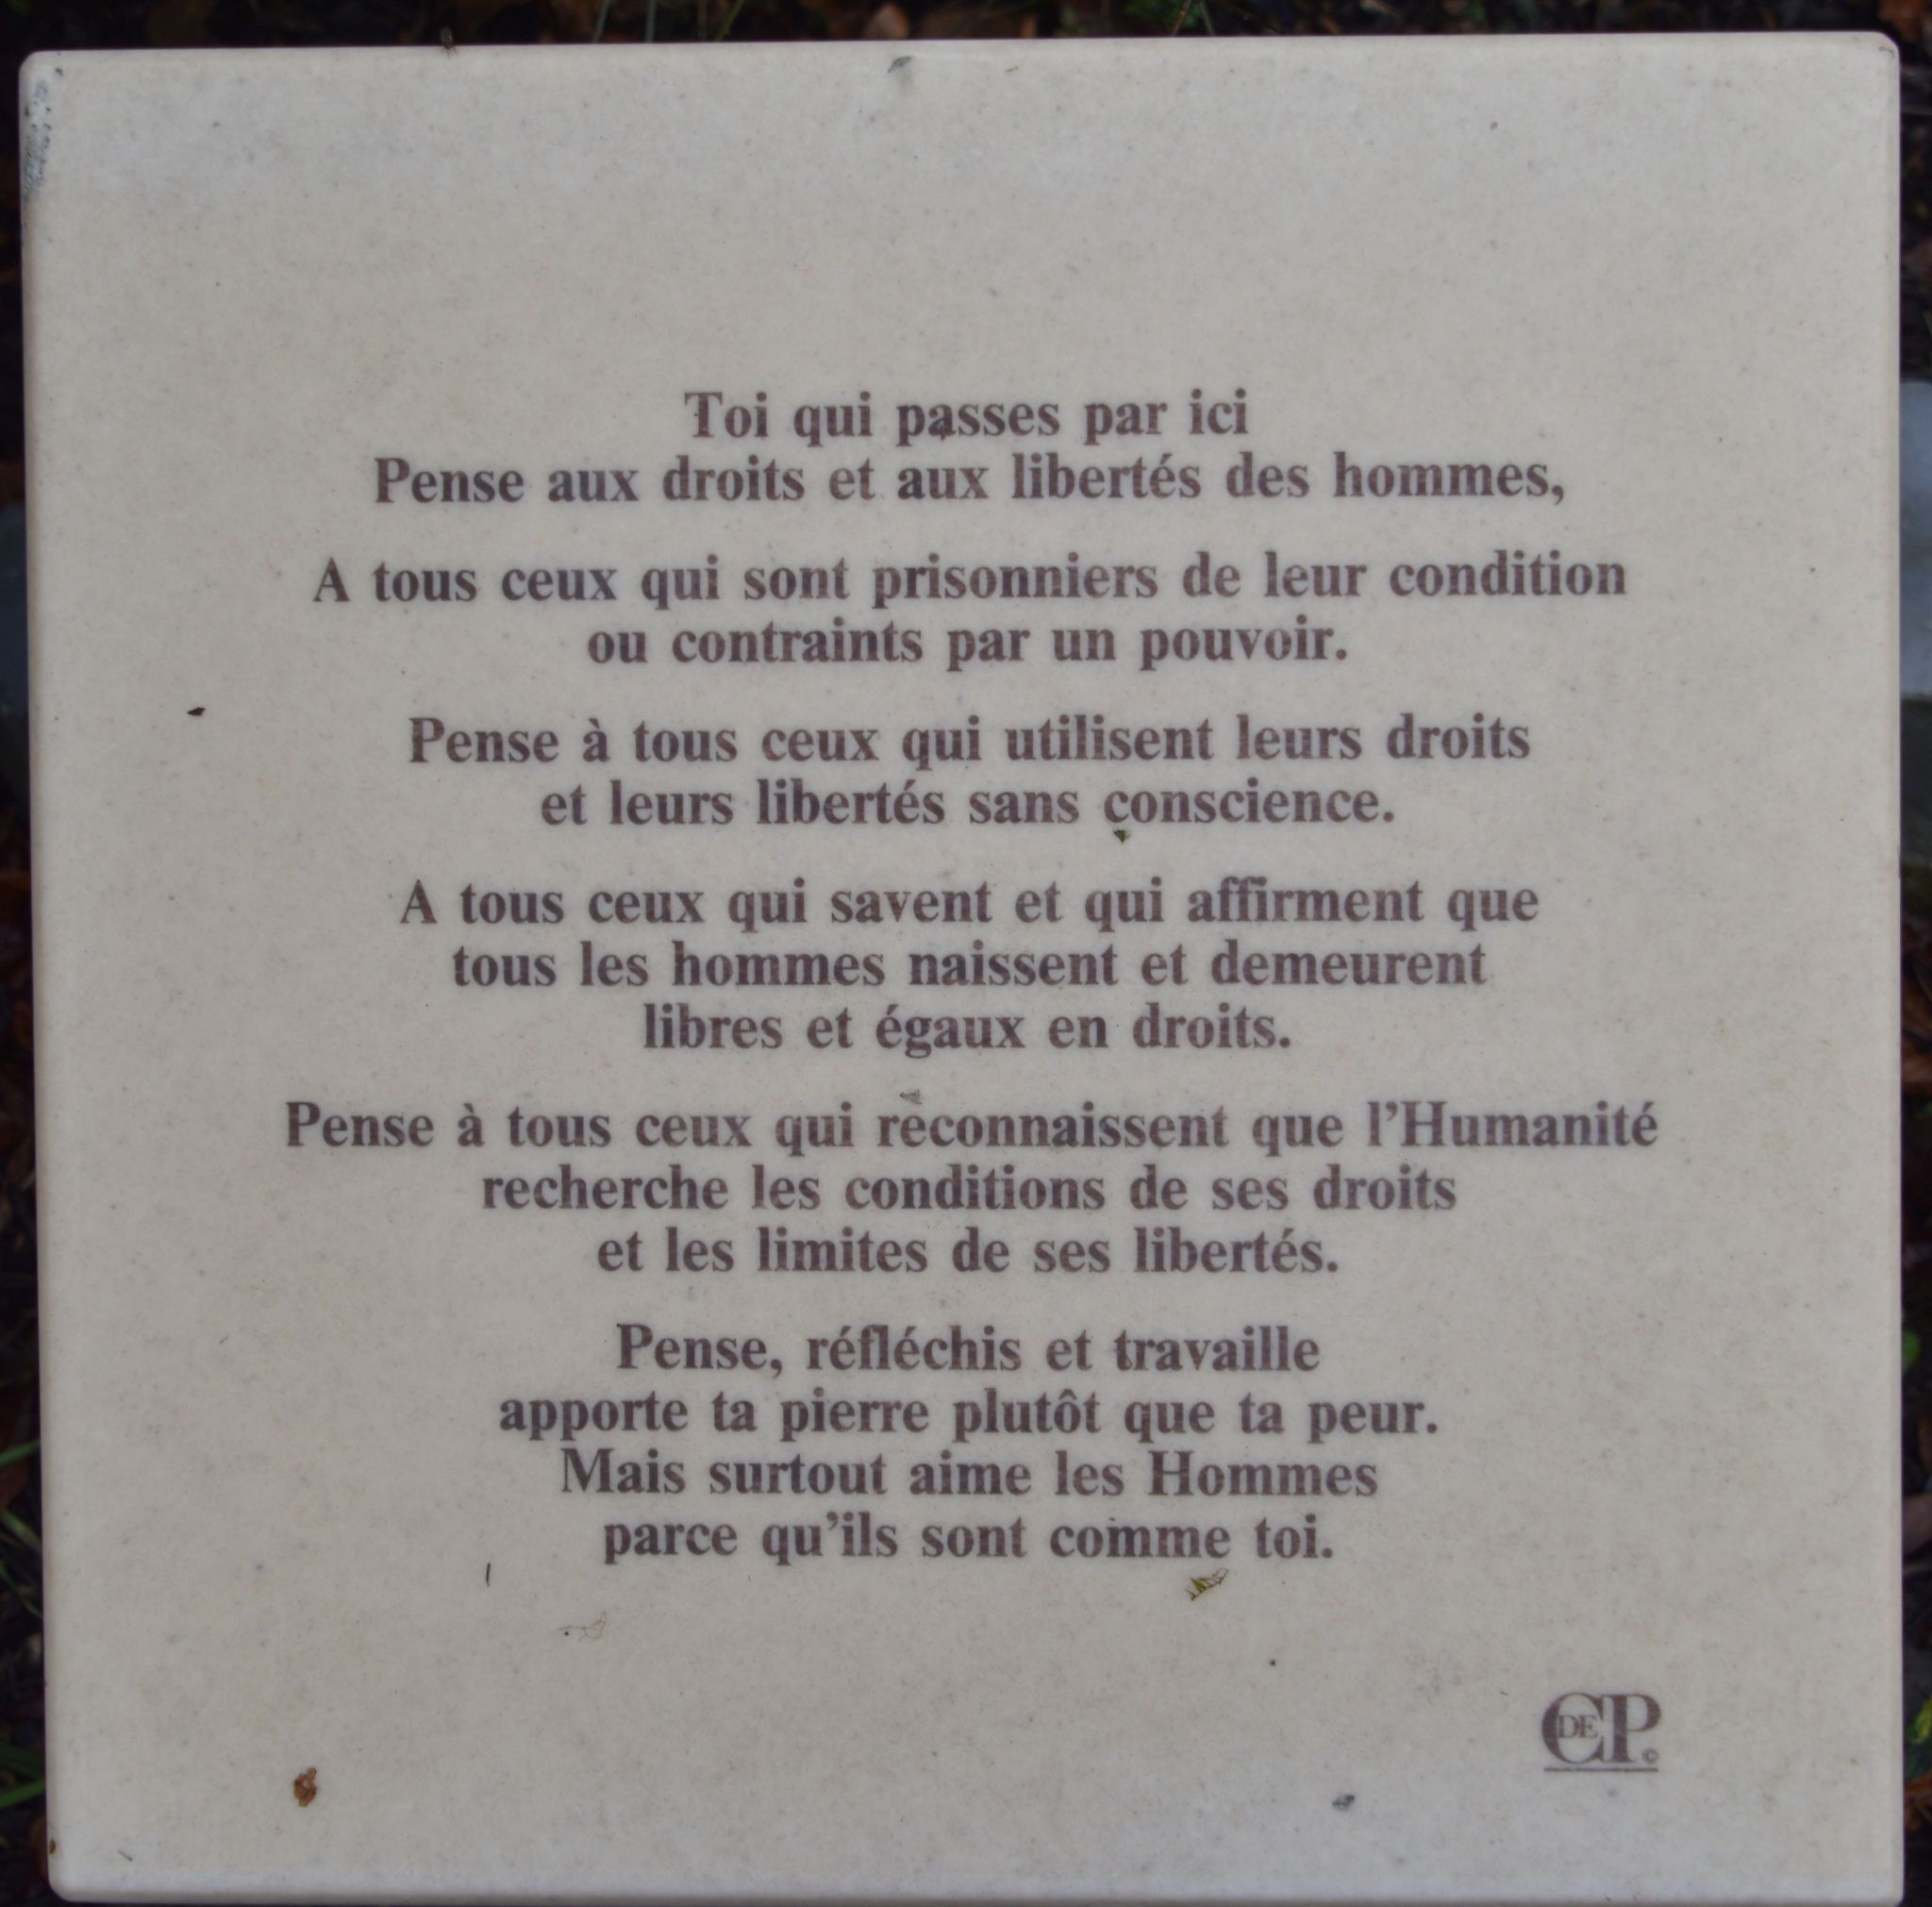 Toi qui passes par ici
Pense aux droits et aux libertés des hommes,
A tous ceux qui sont prisonniers de leur condition
ou contraints par un pouvoir.
Pense à tous ceux qui utilisent leurs droits
et leurs libertés sans conscience.
A tous ceux qui savent et qui affirment que
tous les hommes naissent et demeurent
libres et égaux en droits.
Pense à tous ceux qui reconnaissent que l'Humanité
recherche les conditions de ses droits
et les limites de ses libertés.
Pense, réfléchis et travaille
apporte ta pierre plutôt que ta peur.
Mais surtout aime les Hommes
parce qu'ils sont comme toi.
C DE P. ©